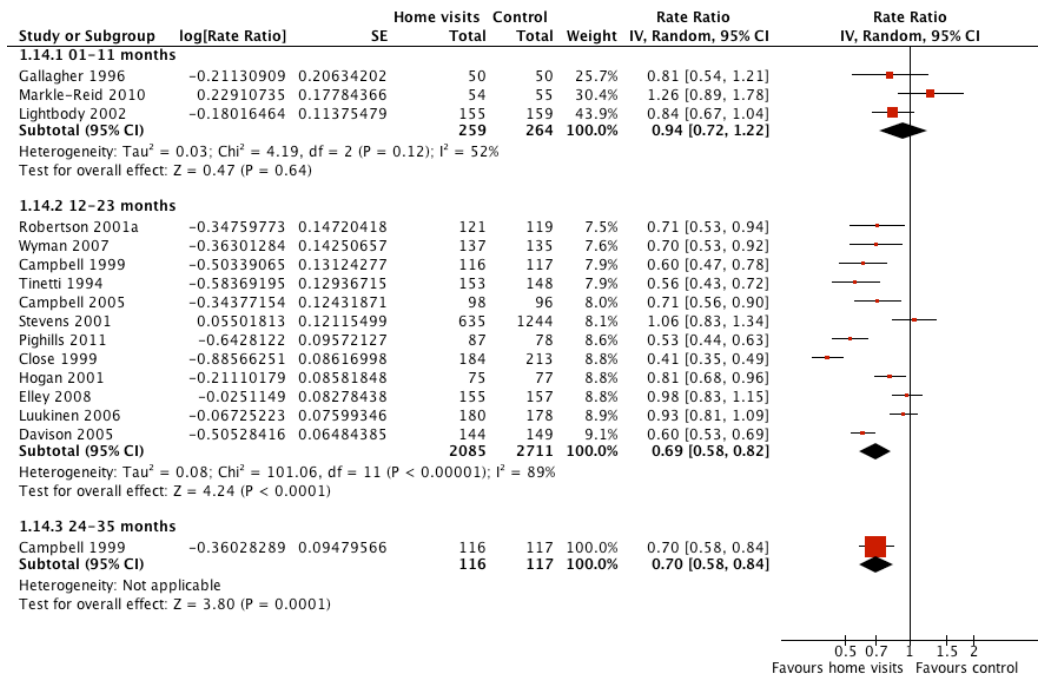 Home visits Control Rate Ratio Rate Ratio
Study or Subgroup log[Rate Ratio] SE Total Total Weight IV, Random, 95% CI IV, Random, 95% CI
1.14.1 01–11 months
Gallagher 1996 −0.21130909 0.20634202 50 50 25.7% 0.81 [0.54, 1.21]
Markle–Reid 2010 0.22910735 0.17784366 54 55 30.4% 1.26 [0.89, 1.78]
Lightbody 2002 −0.18016464 0.11375479 155 159 43.9% 0.84 [0.67, 1.04]
Subtotal (95% CI) 259 264 100.0% 0.94 [0.72, 1.22]
Heterogeneity: Tau² = 0.03; Chi² = 4.19, df = 2 (P = 0.12); I² = 52%
Test for overall effect: Z = 0.47 (P = 0.64)
1.14.2 12–23 months
Robertson 2001a −0.34759773 0.14720418 121 119 7.5% 0.71 [0.53, 0.94]
Wyman 2007 −0.36301284 0.14250657 137 135 7.6% 0.70 [0.53, 0.92]
Campbell 1999 −0.50339065 0.13124277 116 117 7.9% 0.60 [0.47, 0.78]
Tinetti 1994 −0.58369195 0.12936715 153 148 7.9% 0.56 [0.43, 0.72]
Campbell 2005 −0.34377154 0.12431871 98 96 8.0% 0.71 [0.56, 0.90]
Stevens 2001 0.05501813 0.12115499 635 1244 8.1% 1.06 [0.83, 1.34]
Pighills 2011 −0.6428122 0.09572127 87 78 8.6% 0.53 [0.44, 0.63]
Close 1999 −0.88566251 0.08616998 184 213 8.8% 0.41 [0.35, 0.49]
Hogan 2001 −0.21110179 0.08581848 75 77 8.8% 0.81 [0.68, 0.96]
Elley 2008 −0.0251149 0.08278438 155 157 8.8% 0.98 [0.83, 1.15]
Luukinen 2006 −0.06725223 0.07599346 180 178 8.9% 0.93 [0.81, 1.09]
Davison 2005 −0.50528416 0.06484385 144 149 9.1% 0.60 [0.53, 0.69]
Subtotal (95% CI) 2085 2711 100.0% 0.69 [0.58, 0.82]
Heterogeneity: Tau² = 0.08; Chi² = 101.06, df = 11 (P < 0.00001); I² = 89%
Test for overall effect: Z = 4.24 (P < 0.0001)
1.14.3 24–35 months
Campbell 1999 −0.36028289 0.09479566 116 117 100.0% 0.70 [0.58, 0.84]
Subtotal (95% CI) 116 117 100.0% 0.70 [0.58, 0.84]
Heterogeneity: Not applicable
Test for overall effect: Z = 3.80 (P = 0.0001)
0.5 0.7 1 1.5 2
Favours home visits Favours control